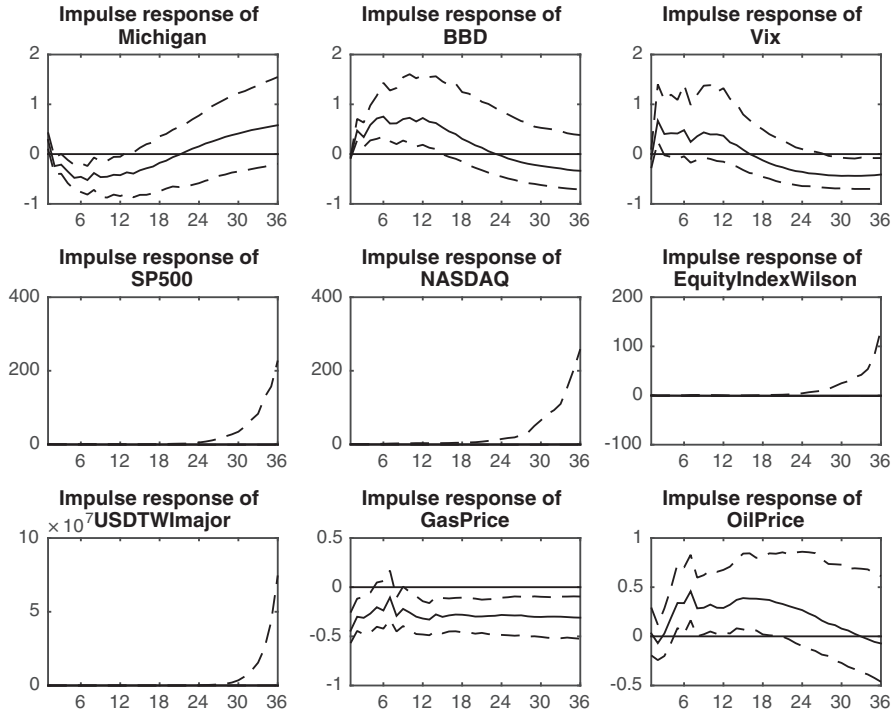 Impulse response of
Michigan
2
1
0
-1
6 12 18 24 30 36
Impulse response of
BBD
2
1
0
-1
6 12 18 24 30 36
Impulse response of
Vix
2
1
0
-1
6 12 18 24 30 36
Impulse response of
SP500
400
200
0
6 12 18 24 30 36
Impulse response of
NASDAQ
400
200
0
6 12 18 24 30 36
Impulse response of
EquityIndexWilson
200
100
0
-100
6 12 18 24 30 36
Impulse response of
× 10⁷USDTWImajor
10
5
0
6 12 18 24 30 36
Impulse response of
GasPrice
0.5
0
-0.5
-1
6 12 18 24 30 36
Impulse response of
OilPrice
1
0.5
0
-0.5
6 12 18 24 30 36